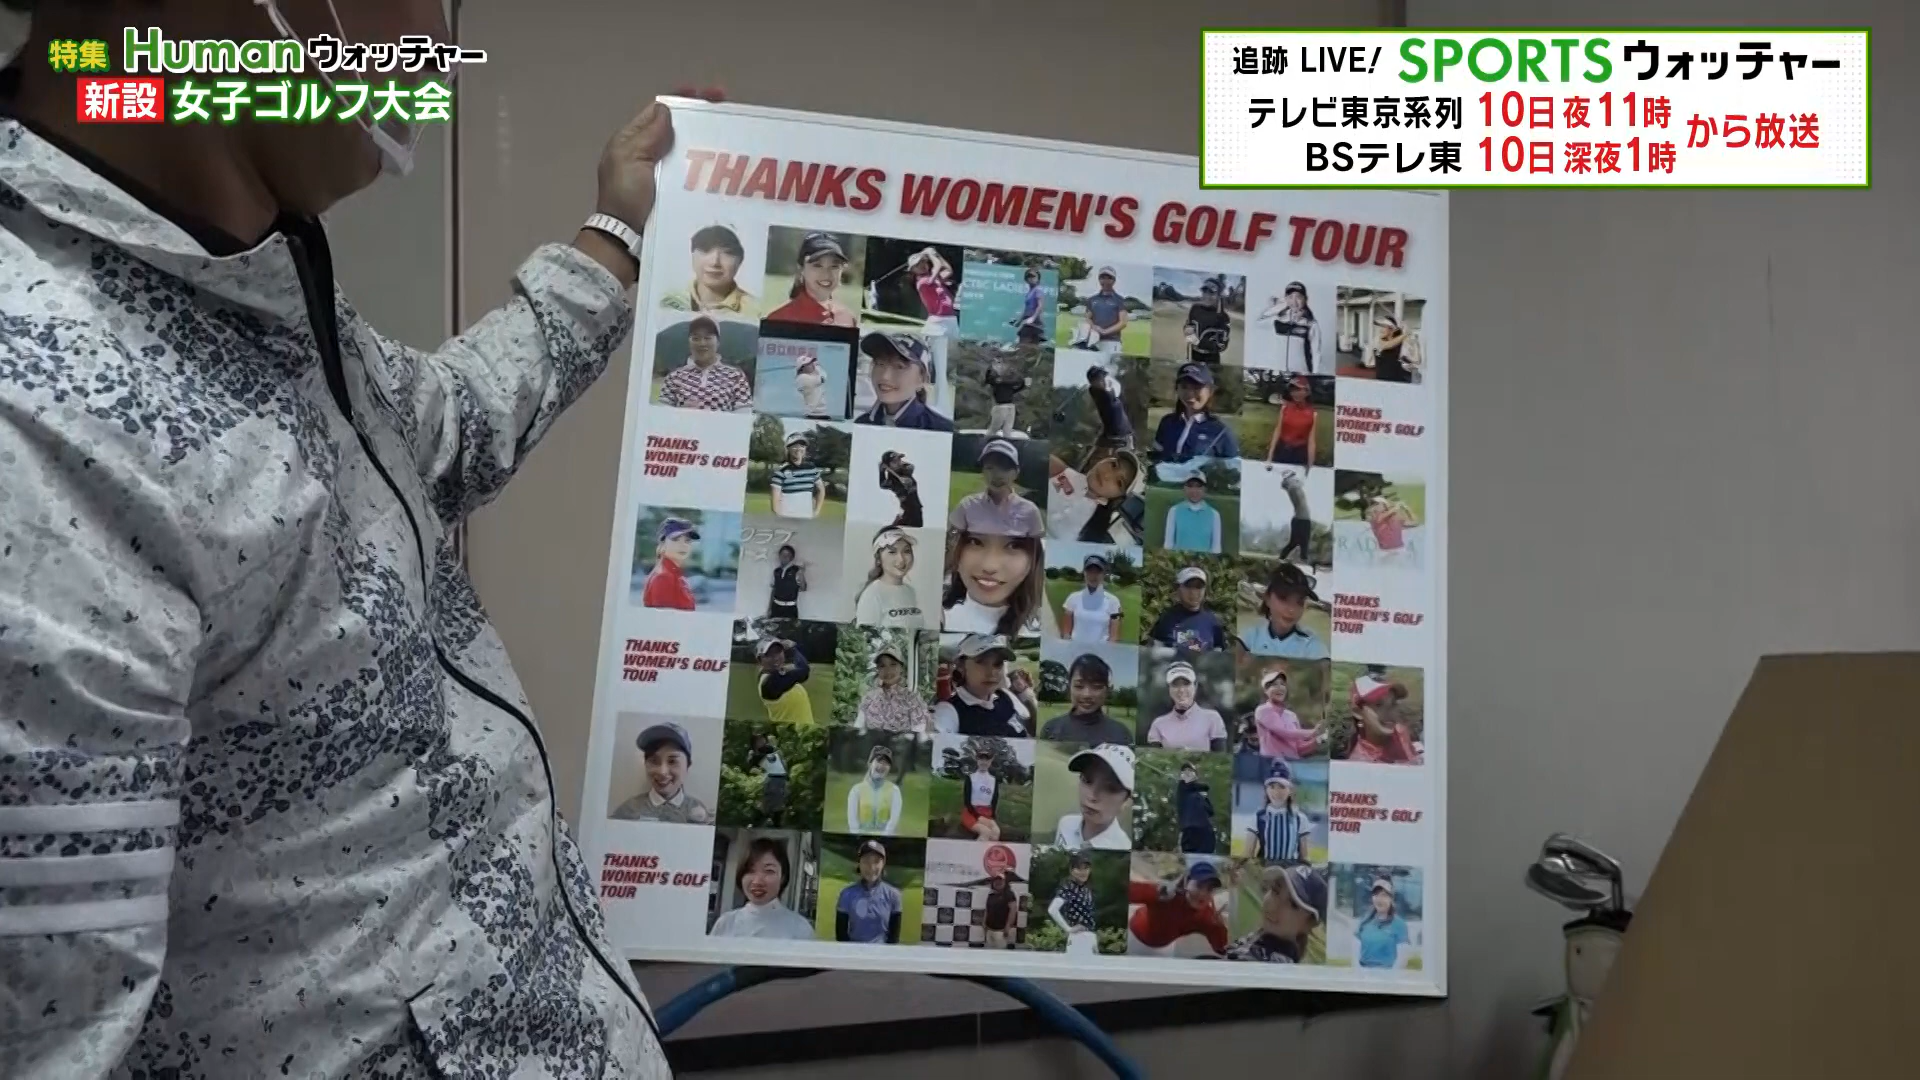 特集 Humanウォッチャー
新設 女子ゴルフ大会
追跡 LIVE! SPORTSウォッチャー
テレビ東京系列 10日夜11時
BSテレ東 10日深夜1時
から放送
THANKS WOMEN'S GOLF TOUR
THANKS
WOMEN'S GOLF
TOUR
THANKS
WOMEN'S GOLF
TOUR
THANKS
WOMEN'S GOLF
TOUR
THANKS
WOMEN'S GOLF
TOUR
THANKS
WOMEN'S GOLF
TOUR
THANKS
WOMEN'S GOLF
TOUR